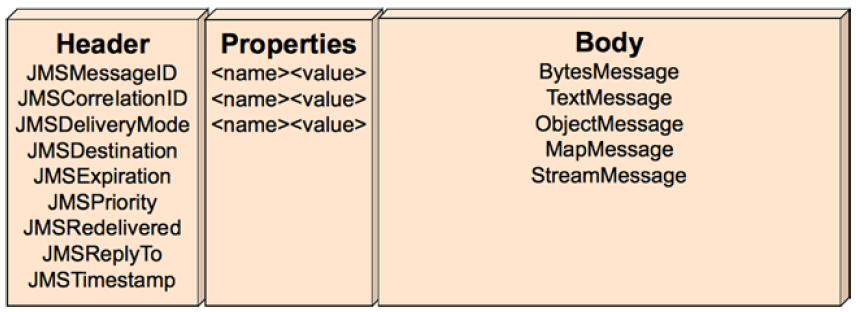 Header
JMSMessageID
JMSCorrelationID
JMSDeliveryMode
JMSDestination
JMSExpiration
JMSPriority
JMSRedelivered
JMSReplyTo
JMSTimestamp
Properties
<name><value>
<name><value>
<name><value>
Body
BytesMessage
TextMessage
ObjectMessage
MapMessage
StreamMessage